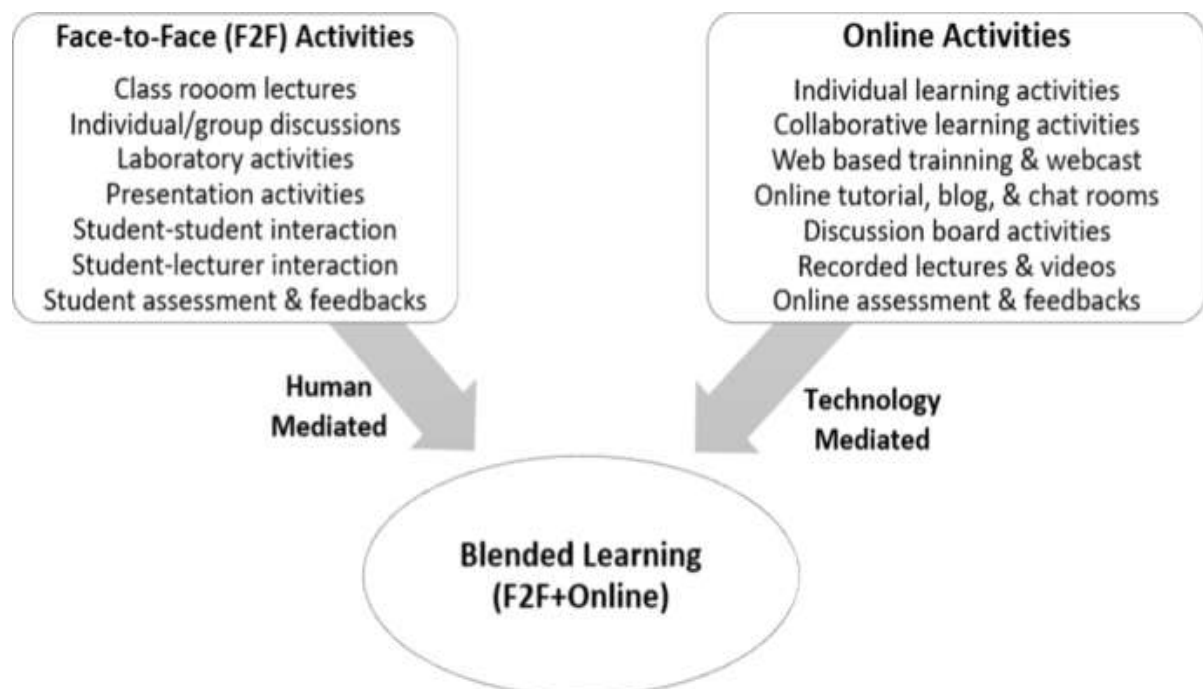 Face-to-Face (F2F) Activities
Class rooom lectures
Individual/group discussions
Laboratory activities
Presentation activities
Student-student interaction
Student-lecturer interaction
Student assessment & feedbacks
Online Activities
Individual learning activities
Collaborative learning activities
Web based trainning & webcast
Online tutorial, blog, & chat rooms
Discussion board activities
Recorded lectures & videos
Online assessment & feedbacks
Human
Mediated
Technology
Mediated
Blended Learning
(F2F+Online)